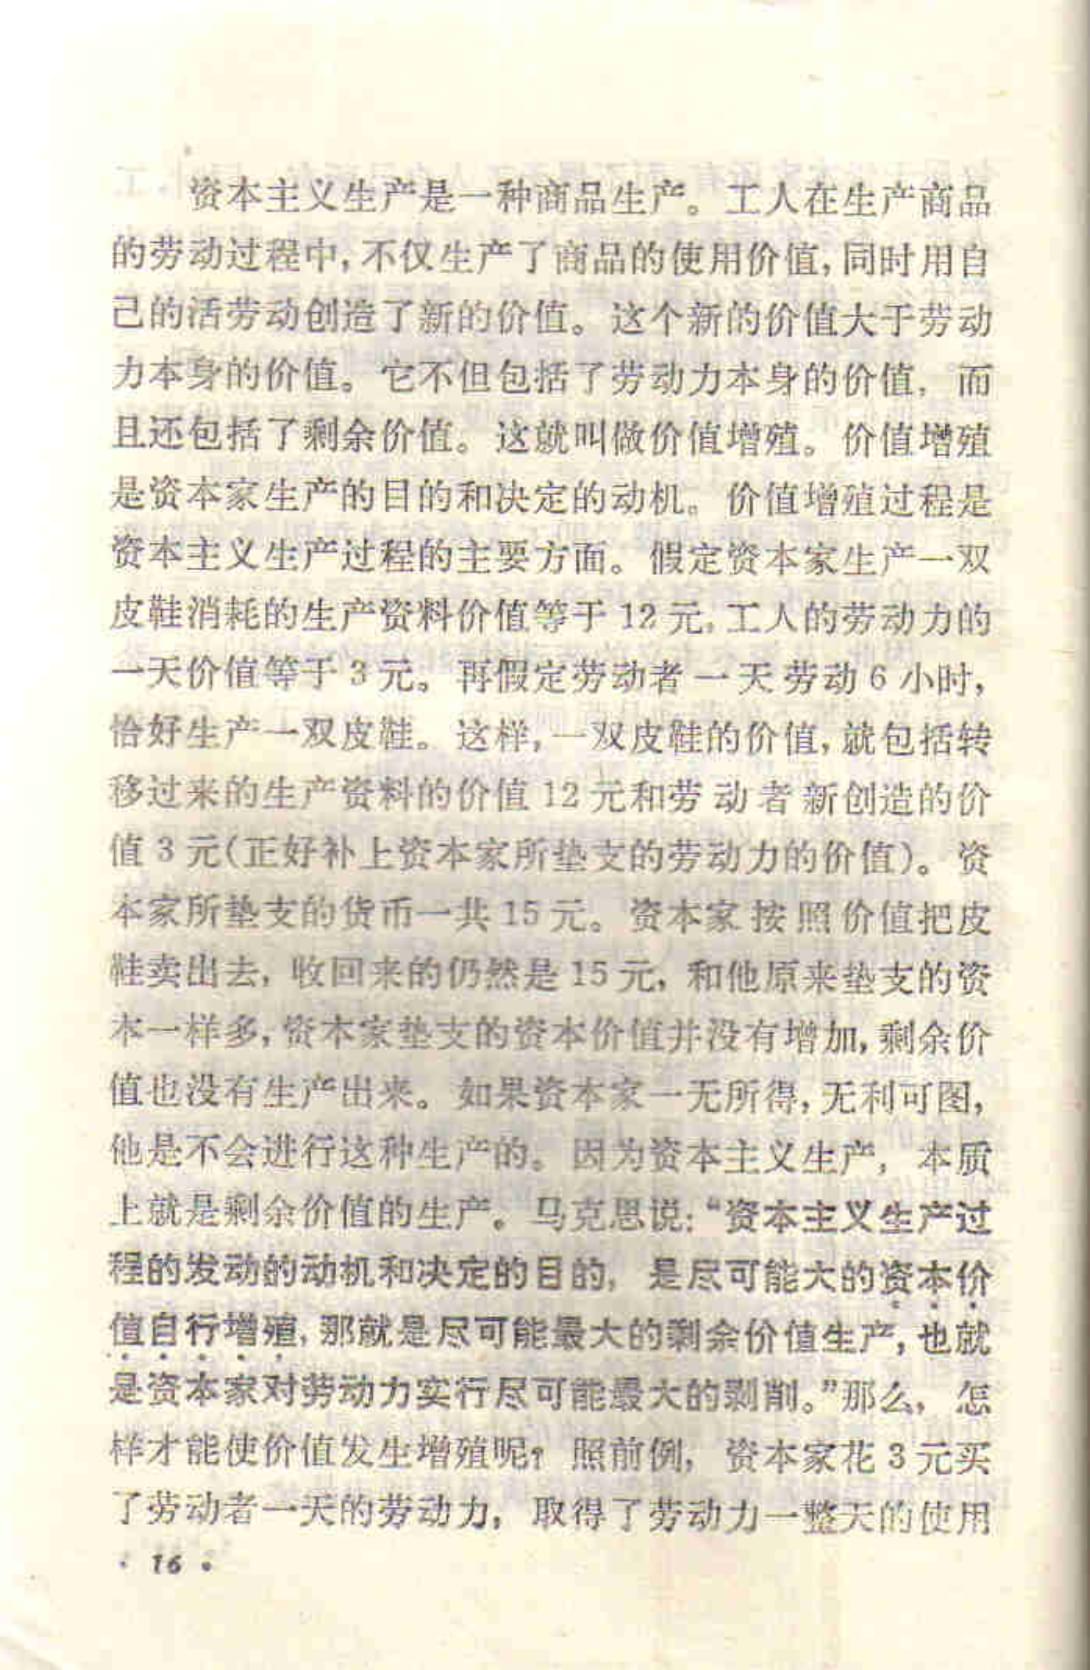 资本主义生产是一种商品生产。工人在生产商品
的劳动过程中,不仅生产了商品的使用价值,同时用自
己的活劳动创造了新的价值。这个新的价值大于劳动
力本身的价值。它不但包括了劳动力本身的价值,而
且还包括了剩余价值。这就叫做价值增殖。价值增殖
是资本家生产的目的和决定的动机。价值增殖过程是
资本主义生产过程的主要方面。假定资本家生产一双
皮鞋消耗的生产资料价值等于12元,工人的劳动力的
一天价值等于3元。再假定劳动者一天劳动6小时,
恰好生产一双皮鞋。这样,一双皮鞋的价值,就包括转
移过来的生产资料的价值12元和劳动者新创造的价
值3元(正好补上资本家所垫支的劳动力的价值)。资
本家所垫支的货币一共15元。资本家按照价值把皮
鞋卖出去,收回来的仍然是15元,和他原来垫支的资
本一样多,资本家垫支的资本价值并没有增加,剩余价
值也没有生产出来。如果资本家一无所得,无利可图,
他是不会进行这种生产的。因为资本主义生产,本质
上就是剩余价值的生产。马克思说:“资本主义生产过
程的发动的动机和决定的目的,是尽可能大的资本价
值自行增殖,那就是尽可能最大的剩余价值生产,也就
是资本家对劳动力实行尽可能最大的剥削。”那么,怎
样才能使价值发生增殖呢?照前例,资本家花3元买
了劳动者一天的劳动力,取得了劳动力一整天的使用
·16·